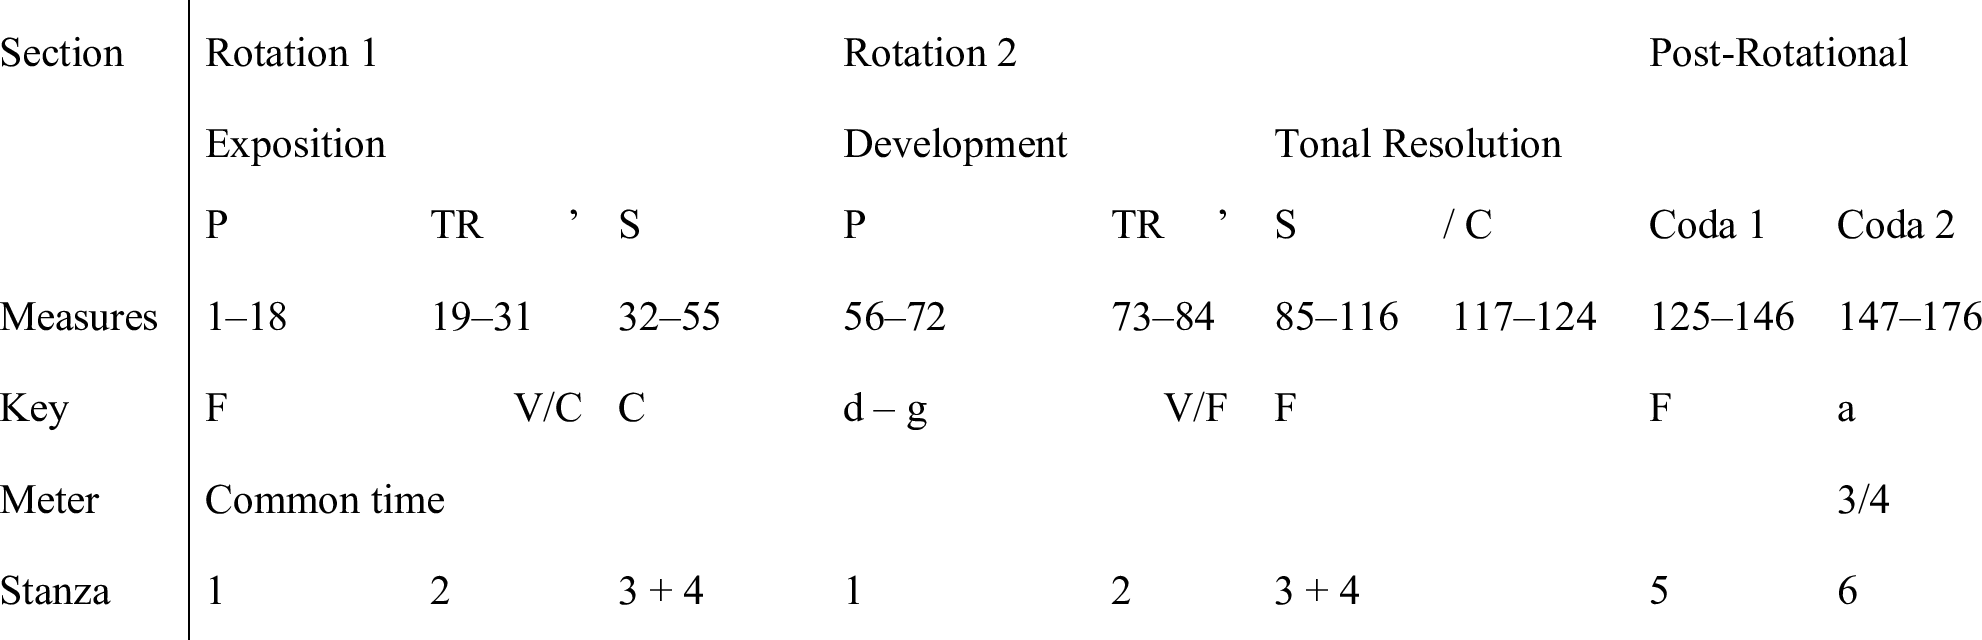 Section Rotation 1 Rotation 2 Post-Rotational
Exposition Development Tonal Resolution
P TR ’ S P TR ’ S / C Coda 1 Coda 2
Measures 1–18 19–31 32–55 56–72 73–84 85–116 117–124 125–146 147–176
Key F V/C C d – g V/F F F a
Meter Common time 3/4
Stanza 1 2 3 + 4 1 2 3 + 4 5 6